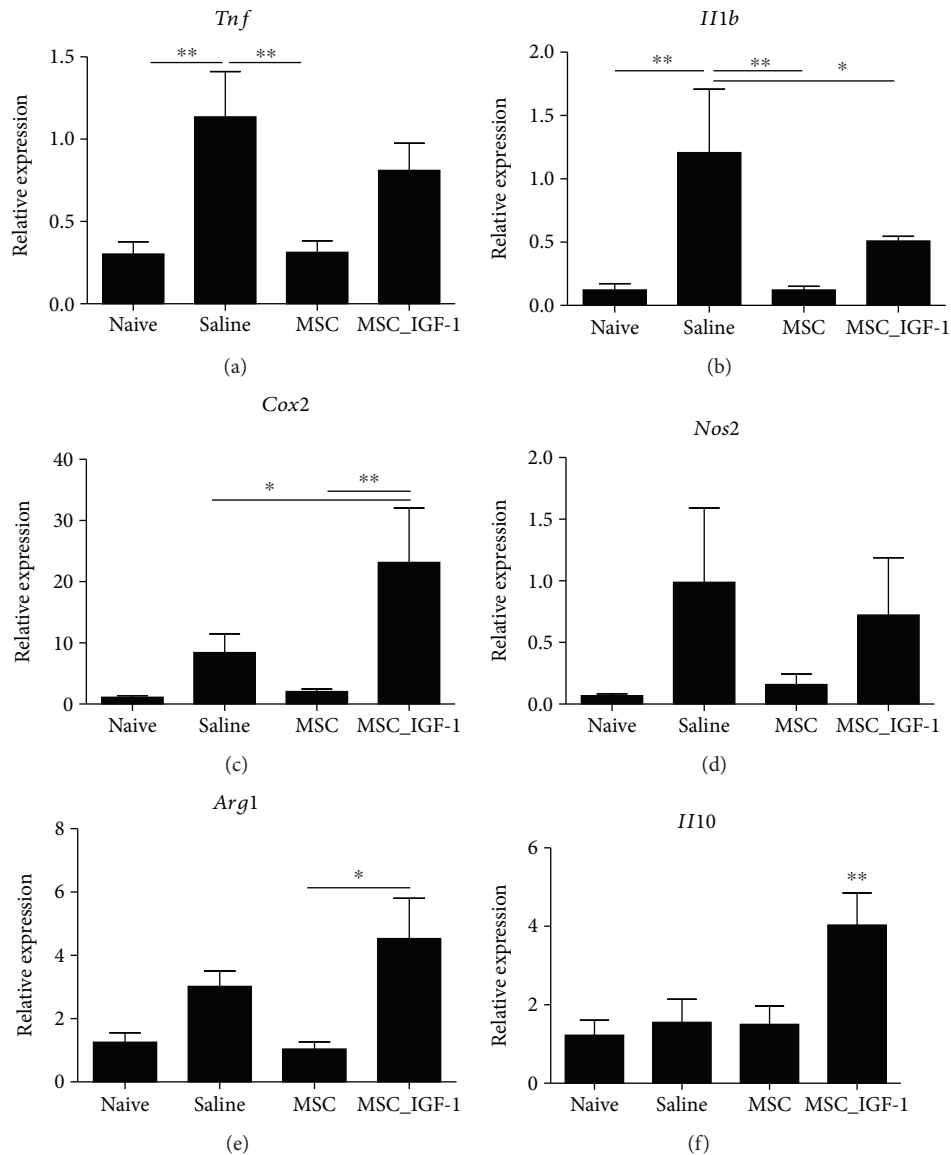 Tnf
Relative expression
1.5
1.0
0.5
0.0
** **
Naive Saline MSC MSC_IGF-1
(a)
Il1b
Relative expression
2.0
1.5
1.0
0.5
0.0
** ** *
Naive Saline MSC MSC_IGF-1
(b)
Cox2
Relative expression
40
30
20
10
0
* **
Naive Saline MSC MSC_IGF-1
(c)
Nos2
Relative expression
2.0
1.5
1.0
0.5
0.0
Naive Saline MSC MSC_IGF-1
(d)
Arg1
Relative expression
8
6
4
2
0
*
Naive Saline MSC MSC_IGF-1
(e)
Il10
Relative expression
6
4
2
0
**
Naive Saline MSC MSC_IGF-1
(f)